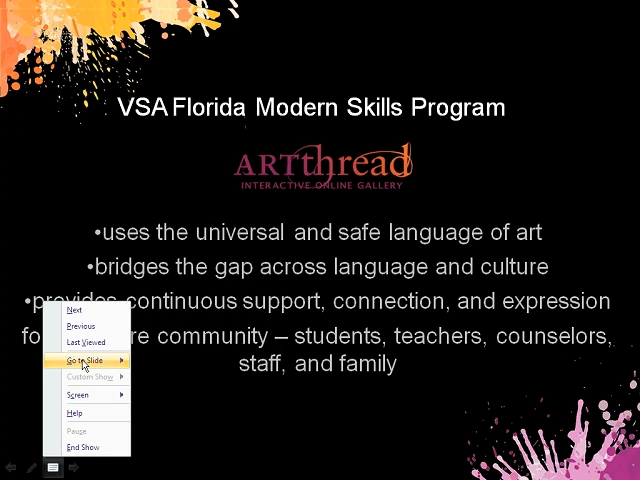 VSA Florida Modern Skills Program
ARTthread
INTERACTIVE ONLINE GALLERY
•uses the universal and safe language of art
•bridges the gap across language and culture
•provides continuous support, connection, and expression
community – students, teachers, counselors,
staff, and family
Next
Previous
Last Viewed
Go to Slide
Custom Show
Screen
Help
Pause
End Show